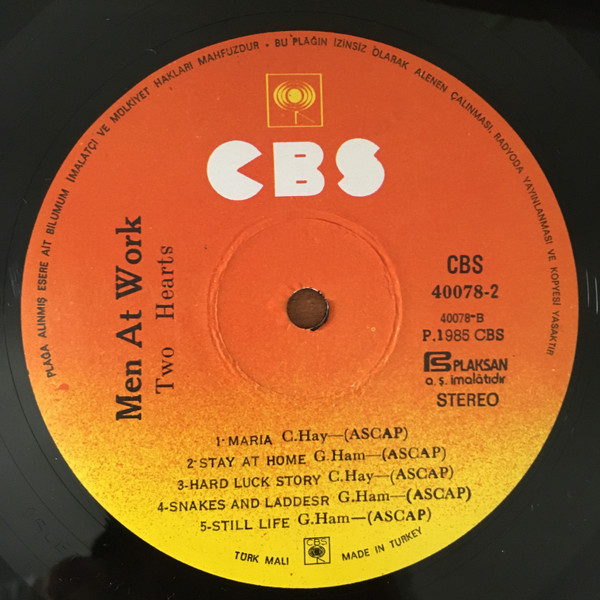 PLAĞA ALINMIŞ ESERE AİT BİLUMUM İMALATÇI VE MÜLKİYET HAKLARI MAHFUZDUR • BU PLAĞIN İZİNSİZ OLARAK ALENEN ÇALINMASI, RADYODA YAYINLANMASI VE KOPYESİ YASAKTIR
CBS
Men At Work
Two Hearts
CBS
40078-2
40078-B
P.1985 CBS
PLAKSAN
a.ş. imalâtıdır
STEREO
1-MARIA C.Hay—(ASCAP)
2-STAY AT HOME G.Ham—(ASCAP)
3-HARD LUCK STORY C.Hay—(ASCAP)
4-SNAKES AND LADDESR G.Ham—(ASCAP)
5-STILL LIFE G.Ham—(ASCAP)
TÜRK MALI CBS MADE IN TURKEY